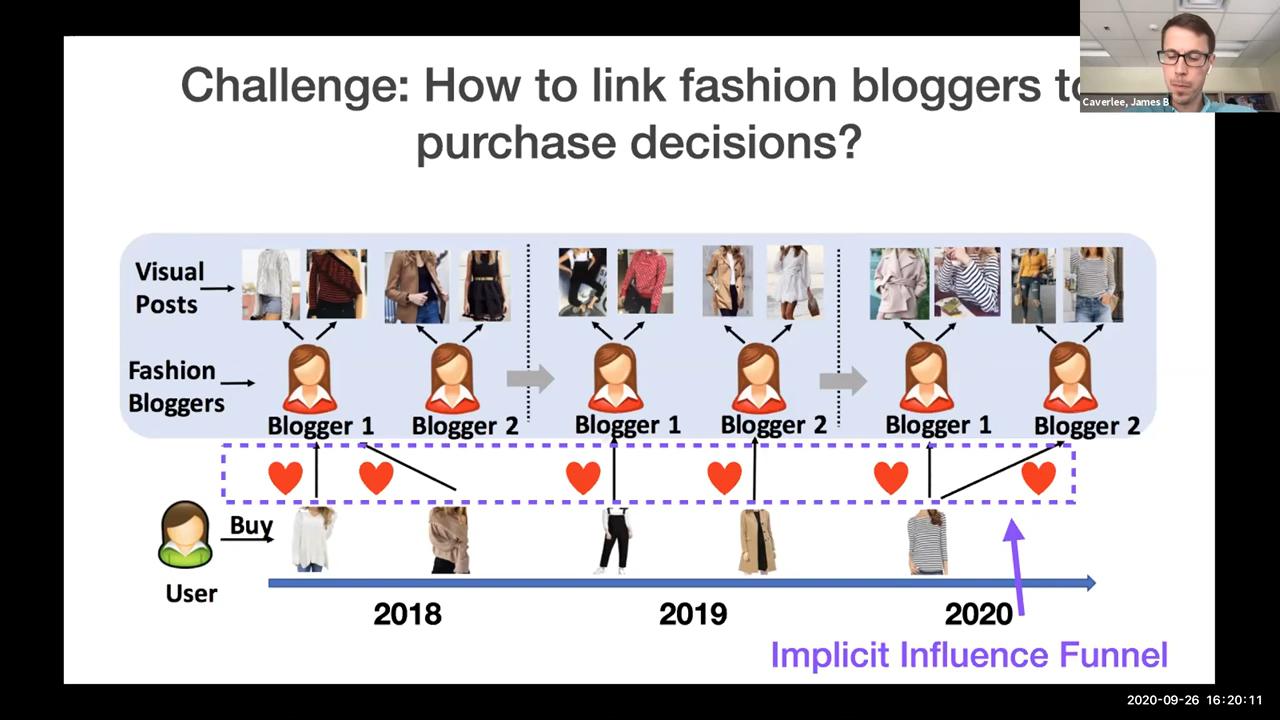 Challenge: How to link fashion bloggers to
purchase decisions?
Caverlee, James B
Visual
Posts
Fashion
Bloggers
Blogger 1
Blogger 2
Blogger 1
Blogger 2
Blogger 1
Blogger 2
Buy
User
2018
2019
2020
Implicit Influence Funnel
2020-09-26 16:20:11